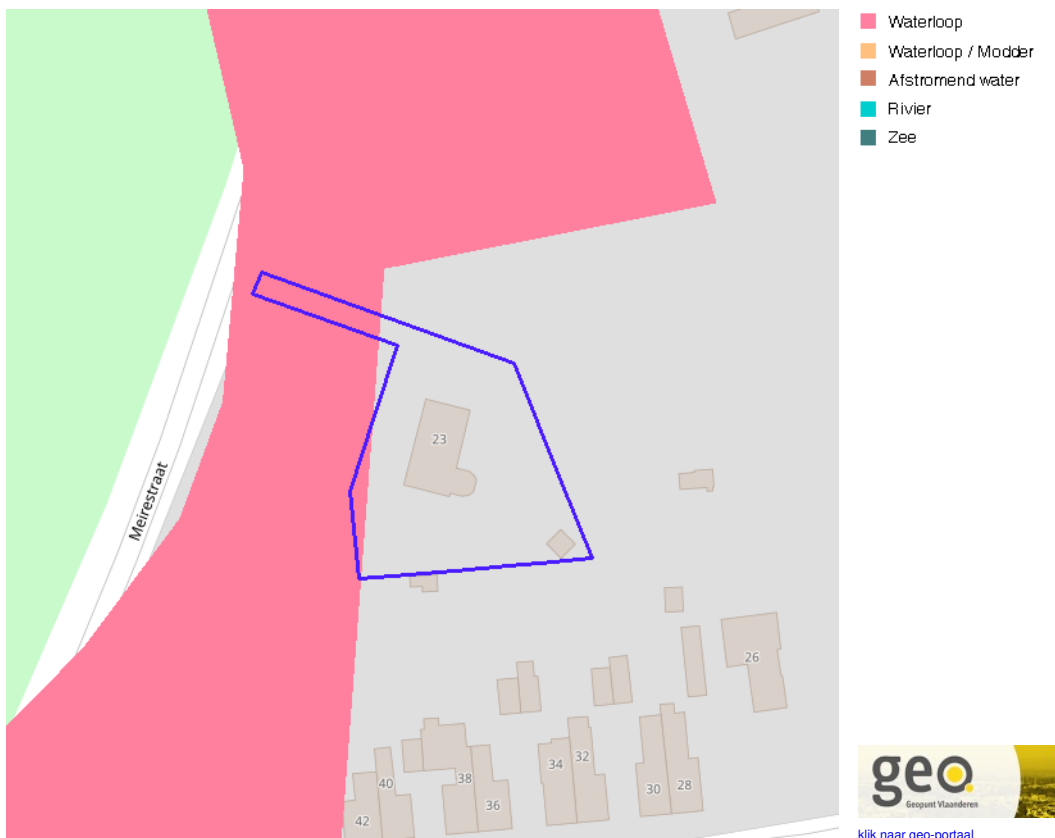 Waterloop
Waterloop / Modder
Afstromend water
Rivier
Zee
Meirestraat
23
26
40
38
42
36
34
32
30
28
geo
Geopunt Vlaanderen
klik naar geo-portaal